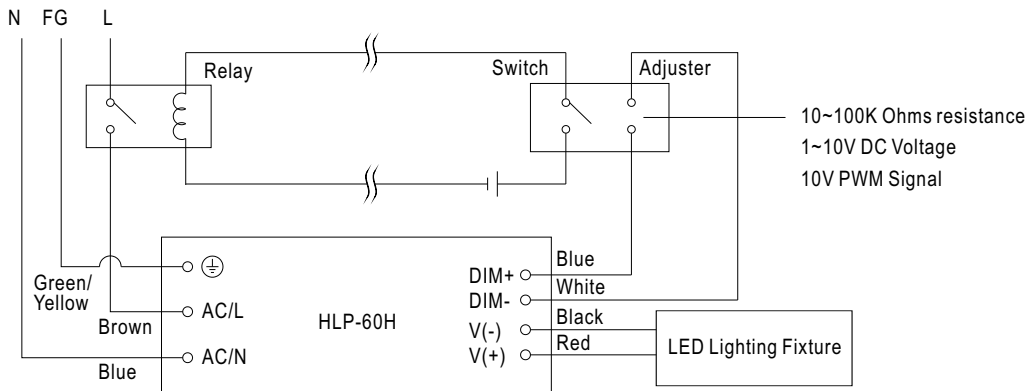 N FG L
Relay
Switch
Adjuster
10~100K Ohms resistance
1~10V DC Voltage
10V PWM Signal
Green/
Yellow
Brown
Blue
AC/L
AC/N
HLP-60H
DIM+
DIM-
V(-)
V(+)
Blue
White
Black
Red
LED Lighting Fixture